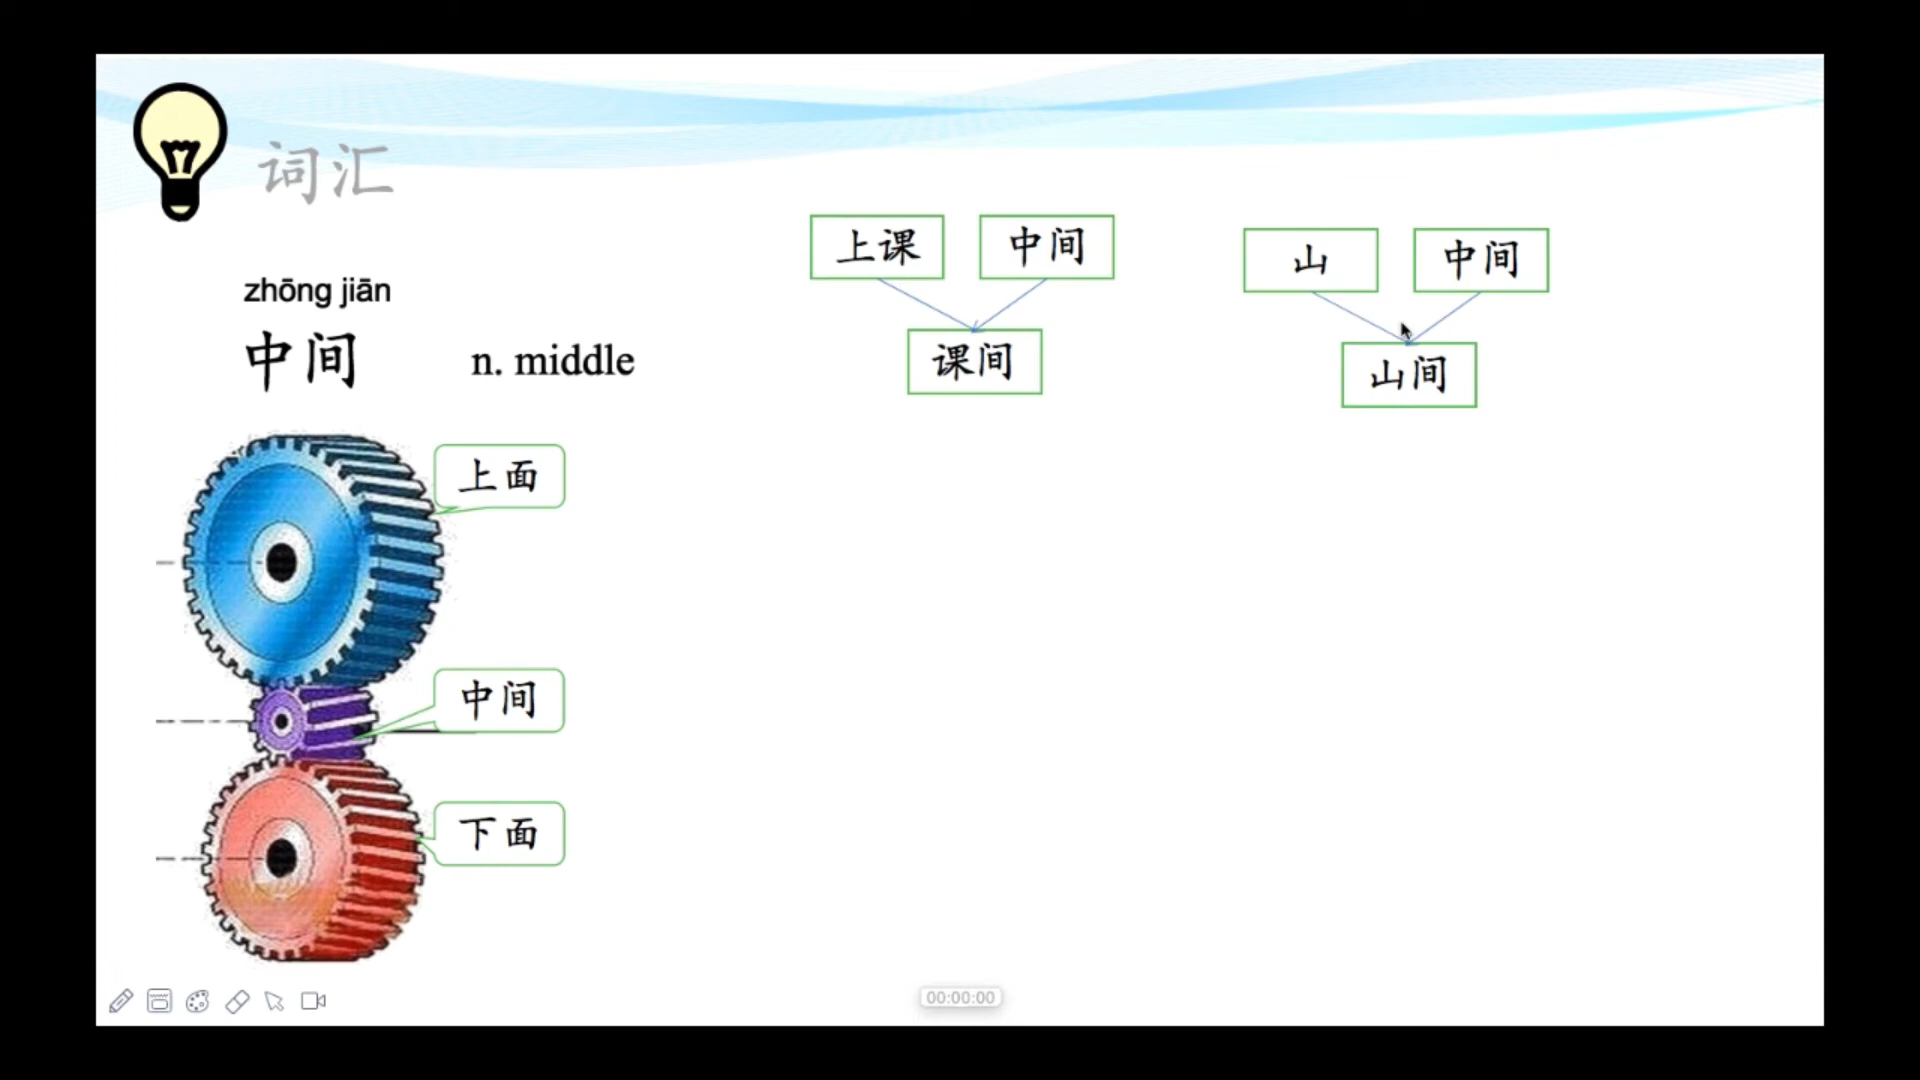 词汇
zhōng jiān
中间 n. middle
上课 中间
课间
山 中间
山间
上面
中间
下面
00:00:00